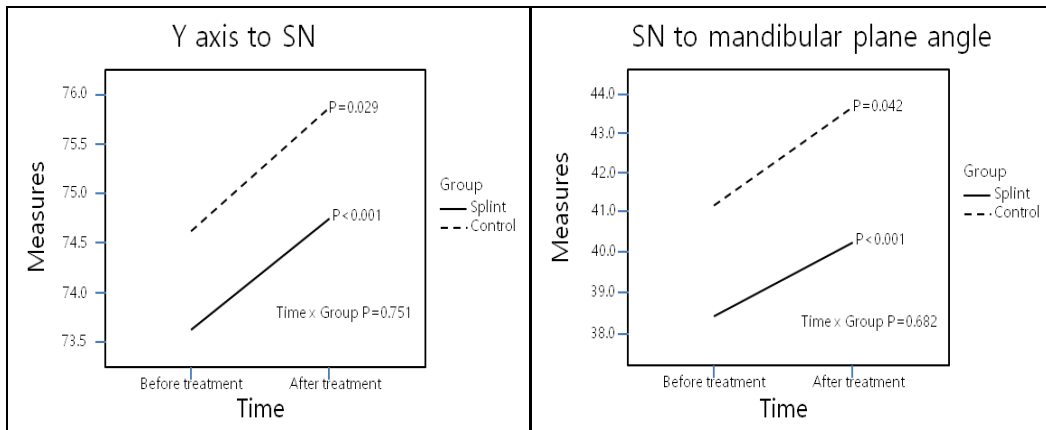 Y axis to SN
Measures
76.0
75.5
75.0
74.5
74.0
73.5
P=0.029
P<0.001
Time x Group P=0.751
Before treatment
After treatment
Time
Group
Splint
Control
SN to mandibular plane angle
Measures
44.0
43.0
42.0
41.0
40.0
39.0
38.0
P=0.042
P<0.001
Time x Group P=0.682
Before treatment
After treatment
Time
Group
Splint
Control